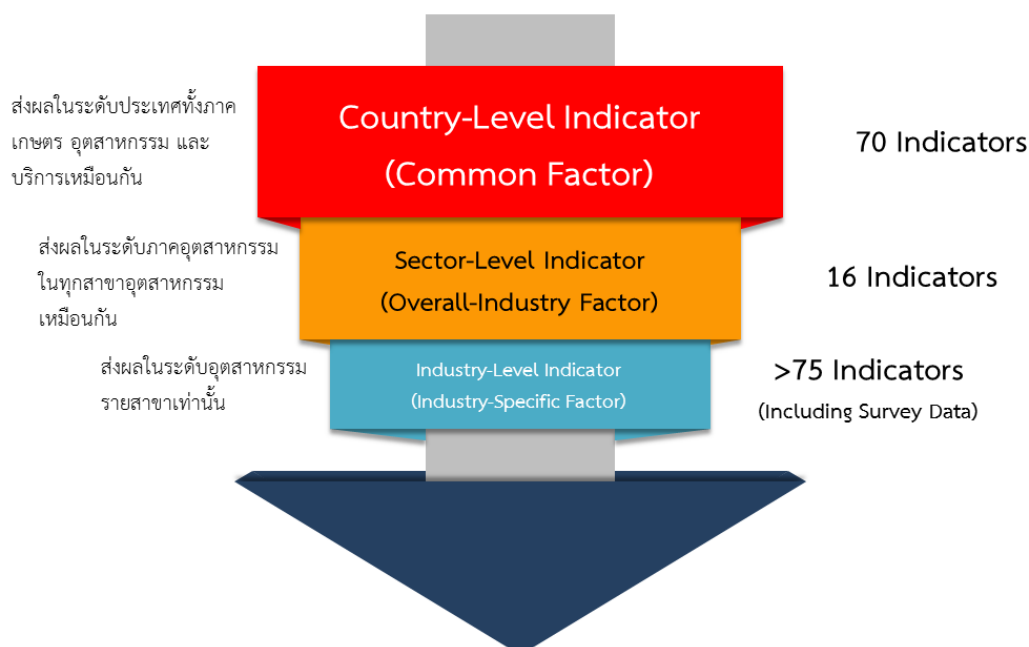 ส่งผลในระดับประเทศทั้งภาค
เกษตร อุตสาหกรรม และ
บริการเหมือนกัน
Country-Level Indicator
(Common Factor)
70 Indicators
ส่งผลในระดับภาคอุตสาหกรรม
ในทุกสาขาอุตสาหกรรม
เหมือนกัน
Sector-Level Indicator
(Overall-Industry Factor)
16 Indicators
ส่งผลในระดับอุตสาหกรรม
รายสาขาเท่านั้น
Industry-Level Indicator
(Industry-Specific Factor)
>75 Indicators
(Including Survey Data)